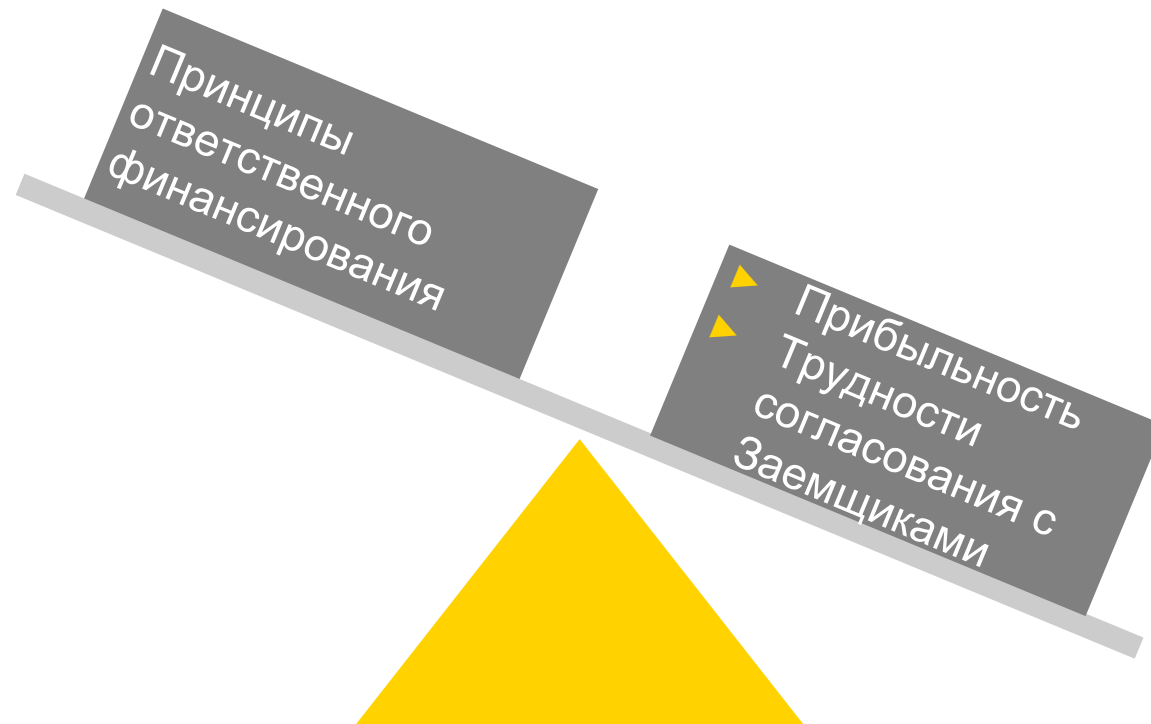 Принципы
ответственного
финансирования
Прибыльность
Трудности
согласования с
Заемщиками